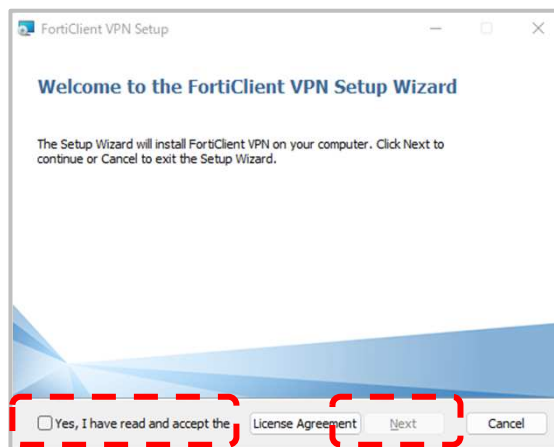 FortiClient VPN Setup
Welcome to the FortiClient VPN Setup Wizard
The Setup Wizard will install FortiClient VPN on your computer. Click Next to
continue or Cancel to exit the Setup Wizard.
Yes, I have read and accept the License Agreement Next Cancel